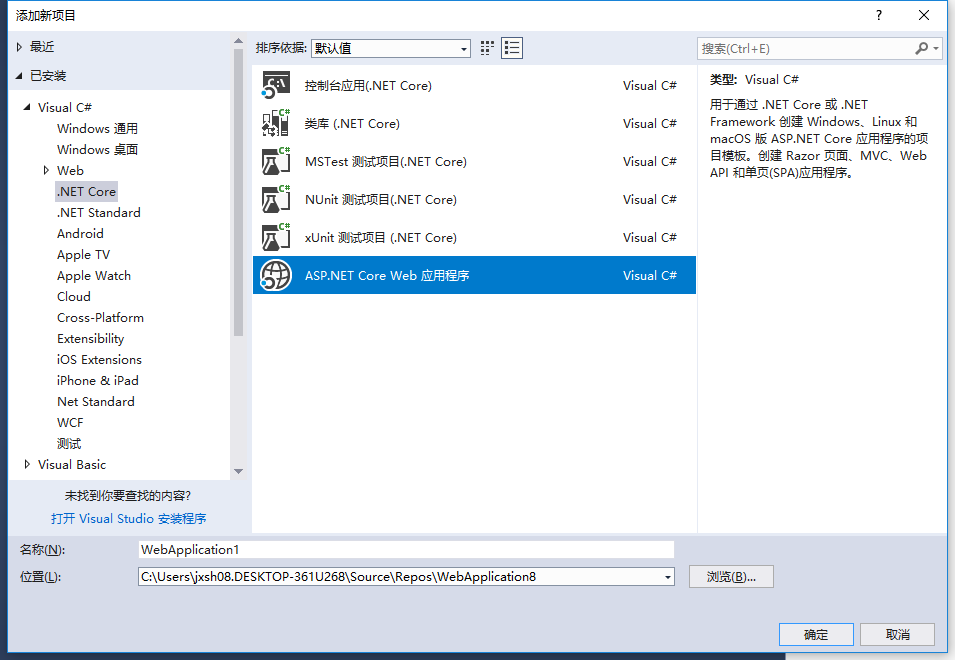 添加新项目
?
最近
已安装
Visual C#
Windows 通用
Windows 桌面
Web
.NET Core
.NET Standard
Android
Apple TV
Apple Watch
Cloud
Cross-Platform
Extensibility
iOS Extensions
iPhone & iPad
Net Standard
WCF
测试
Visual Basic
未找到你要查找的内容?
打开 Visual Studio 安装程序
排序依据: 默认值
控制台应用(.NET Core) Visual C#
类库 (.NET Core) Visual C#
MSTest 测试项目(.NET Core) Visual C#
NUnit 测试项目(.NET Core) Visual C#
xUnit 测试项目 (.NET Core) Visual C#
ASP.NET Core Web 应用程序 Visual C#
搜索(Ctrl+E)
类型: Visual C#
用于通过 .NET Core 或 .NET
Framework 创建 Windows、Linux 和
macOS 版 ASP.NET Core 应用程序的项
目模板。创建 Razor 页面、MVC、Web
API 和单页(SPA)应用程序。
名称(N): WebApplication1
位置(L): C:\Users\jxsh08.DESKTOP-361U268\Source\Repos\WebApplication8 浏览(B)...
确定 取消